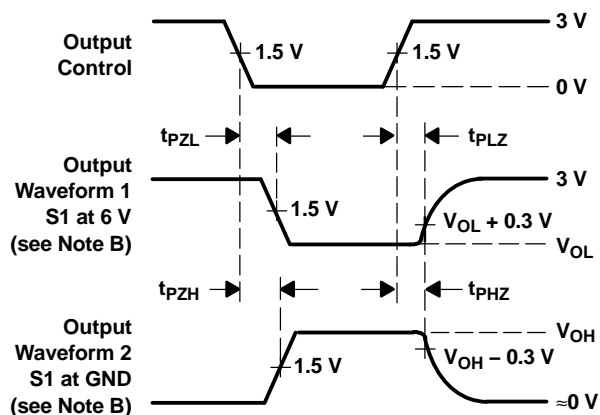 Output
Control
1.5 V
1.5 V
3 V
0 V
tPZL
tPLZ
Output
Waveform 1
S1 at 6 V
(see Note B)
1.5 V
3 V
VOL + 0.3 V
VOL
tPZH
tPHZ
Output
Waveform 2
S1 at GND
(see Note B)
1.5 V
VOH
VOH − 0.3 V
≈0 V